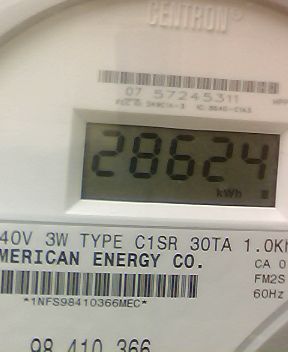 CENTRON®
07 57245311
28624
kWh
40V 3W TYPE C1SR 30TA 1.0Kh
MERICAN ENERGY CO.
CA 0
FM2S
60Hz
*1NFS98410366MEC*
98 410 366